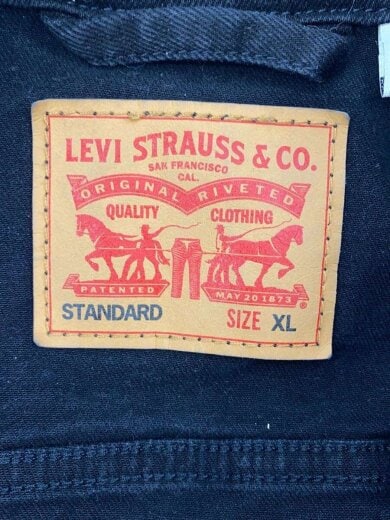 LEVI STRAUSS & CO.
SAN FRANCISCO
CAL.
ORIGINAL RIVETED
QUALITY CLOTHING
PATENTED MAY 20 1873
®
STANDARD SIZE XL